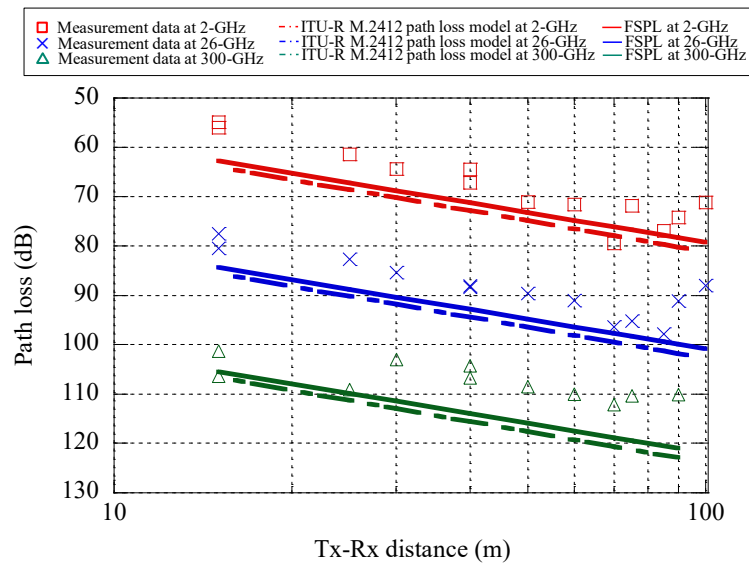 Measurement data at 2-GHz ITU-R M.2412 path loss model at 2-GHz FSPL at 2-GHz
Measurement data at 26-GHz ITU-R M.2412 path loss model at 26-GHz FSPL at 26-GHz
Measurement data at 300-GHz ITU-R M.2412 path loss model at 300-GHz FSPL at 300-GHz
50
60
70
80
90
100
110
120
130
Path loss (dB)
10 100
Tx-Rx distance (m)